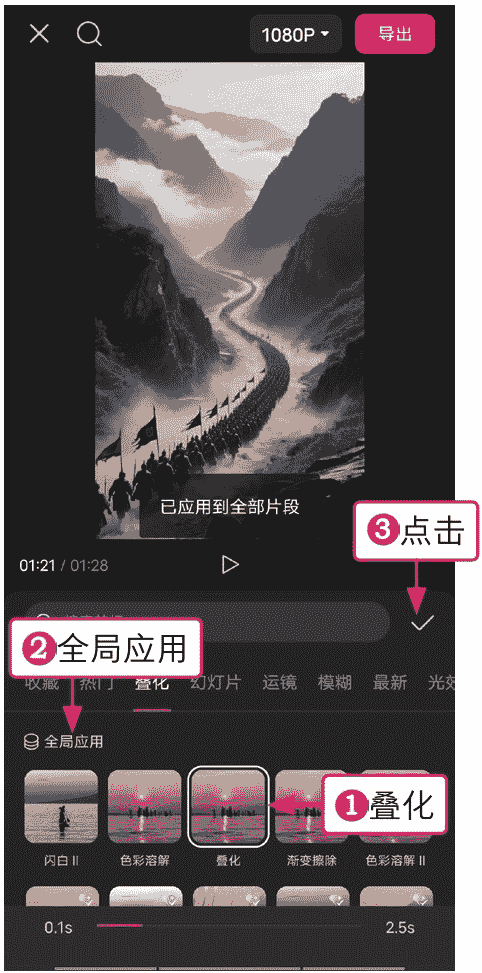 1080P
导出
已应用到全部片段
❸点击
01:21 / 01:28
❷全局应用
收藏 热门 叠化 幻灯片 运镜 模糊 最新 光效
全局应用
❶叠化
闪白 II 色彩溶解 叠化 渐变擦除 色彩溶解 II
0.1s 2.5s